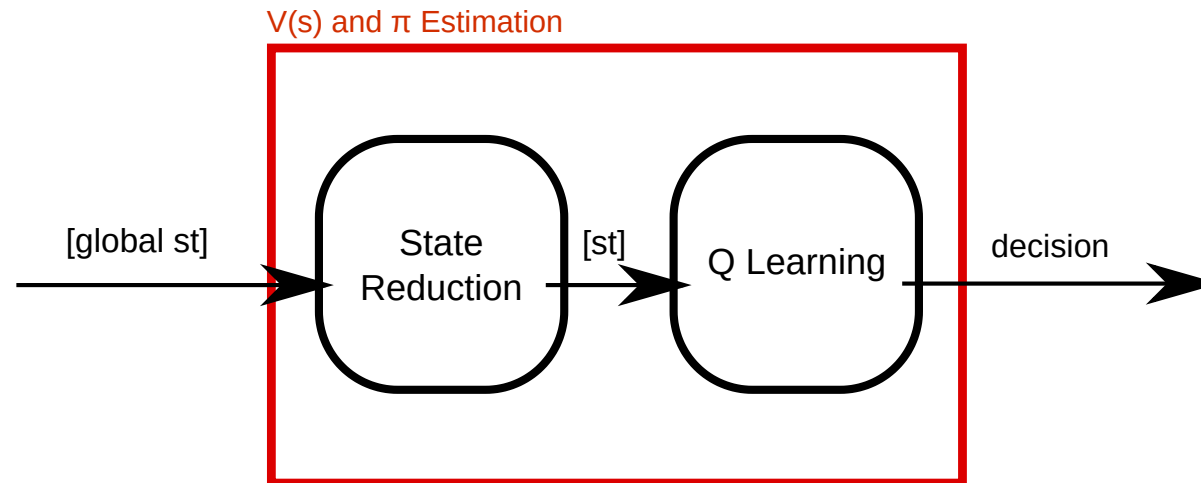 V(s) and π Estimation
[global st]
State
Reduction
[st]
Q Learning
decision